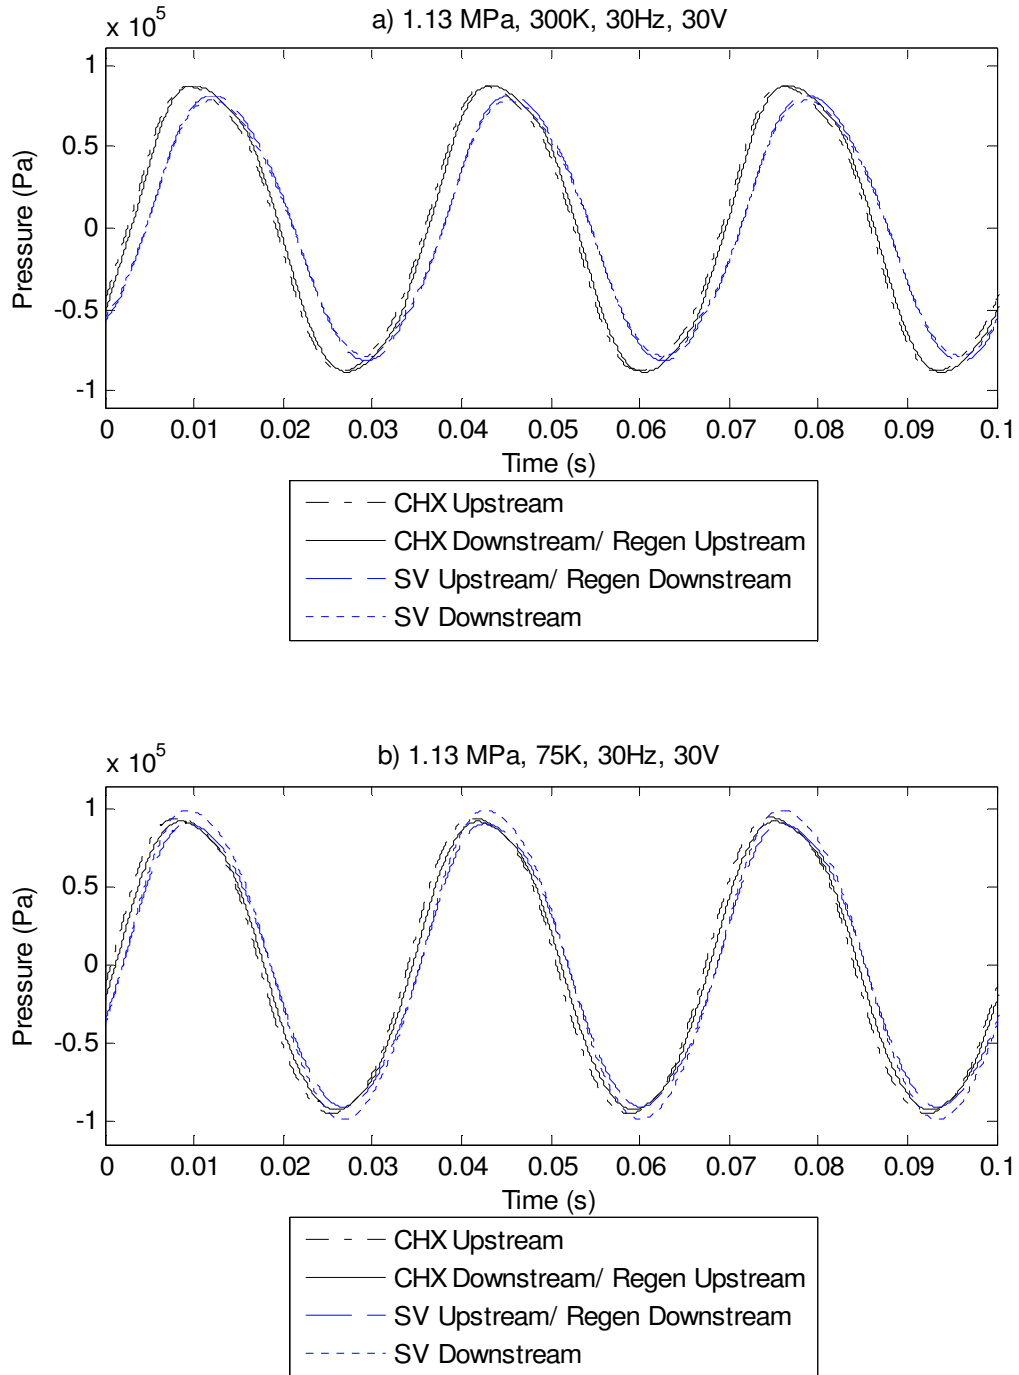 a) 1.13 MPa, 300K, 30Hz, 30V
x 10^5
1
0.5
0
-0.5
-1
Pressure (Pa)
0 0.01 0.02 0.03 0.04 0.05 0.06 0.07 0.08 0.09 0.1
Time (s)
CHX Upstream
CHX Downstream/ Regen Upstream
SV Upstream/ Regen Downstream
SV Downstream
b) 1.13 MPa, 75K, 30Hz, 30V
x 10^5
1
0.5
0
-0.5
-1
Pressure (Pa)
0 0.01 0.02 0.03 0.04 0.05 0.06 0.07 0.08 0.09 0.1
Time (s)
CHX Upstream
CHX Downstream/ Regen Upstream
SV Upstream/ Regen Downstream
SV Downstream